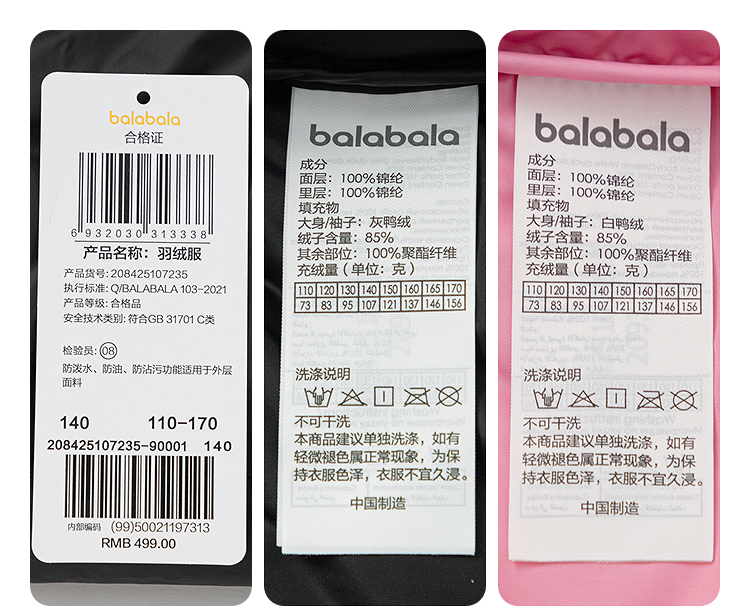 balabala
合格证
6 932030 313338
产品名称：羽绒服
产品货号: 208425107235
执行标准: Q/BALABALA 103-2021
产品等级: 合格品
安全技术类别: 符合GB 31701 C类
检验员: 08
防泼水、防油、防沾污功能适用于外层
面料
140 110-170
208425107235-90001 140
内部编码 (99)50021197313
RMB 499.00
balabala
成分
面层：100%锦纶
里层：100%锦纶
填充物
大身/袖子：灰鸭绒
绒子含量：85%
其余部位：100%聚酯纤维
充绒量（单位：克）
110 120 130 140 150 160 165 170
73 83 95 107 121 137 146 156
洗涤说明
不可干洗
本商品建议单独洗涤，如有
轻微褪色属正常现象，为保
持衣服色泽，衣服不宜久浸。
中国制造
balabala
成分
面层：100%锦纶
里层：100%锦纶
填充物
大身/袖子：白鸭绒
绒子含量：85%
其余部位：100%聚酯纤维
充绒量（单位：克）
110 120 130 140 150 160 165 170
73 83 95 107 121 137 146 156
洗涤说明
不可干洗
本商品建议单独洗涤，如有
轻微褪色属正常现象，为保
持衣服色泽，衣服不宜久浸。
中国制造